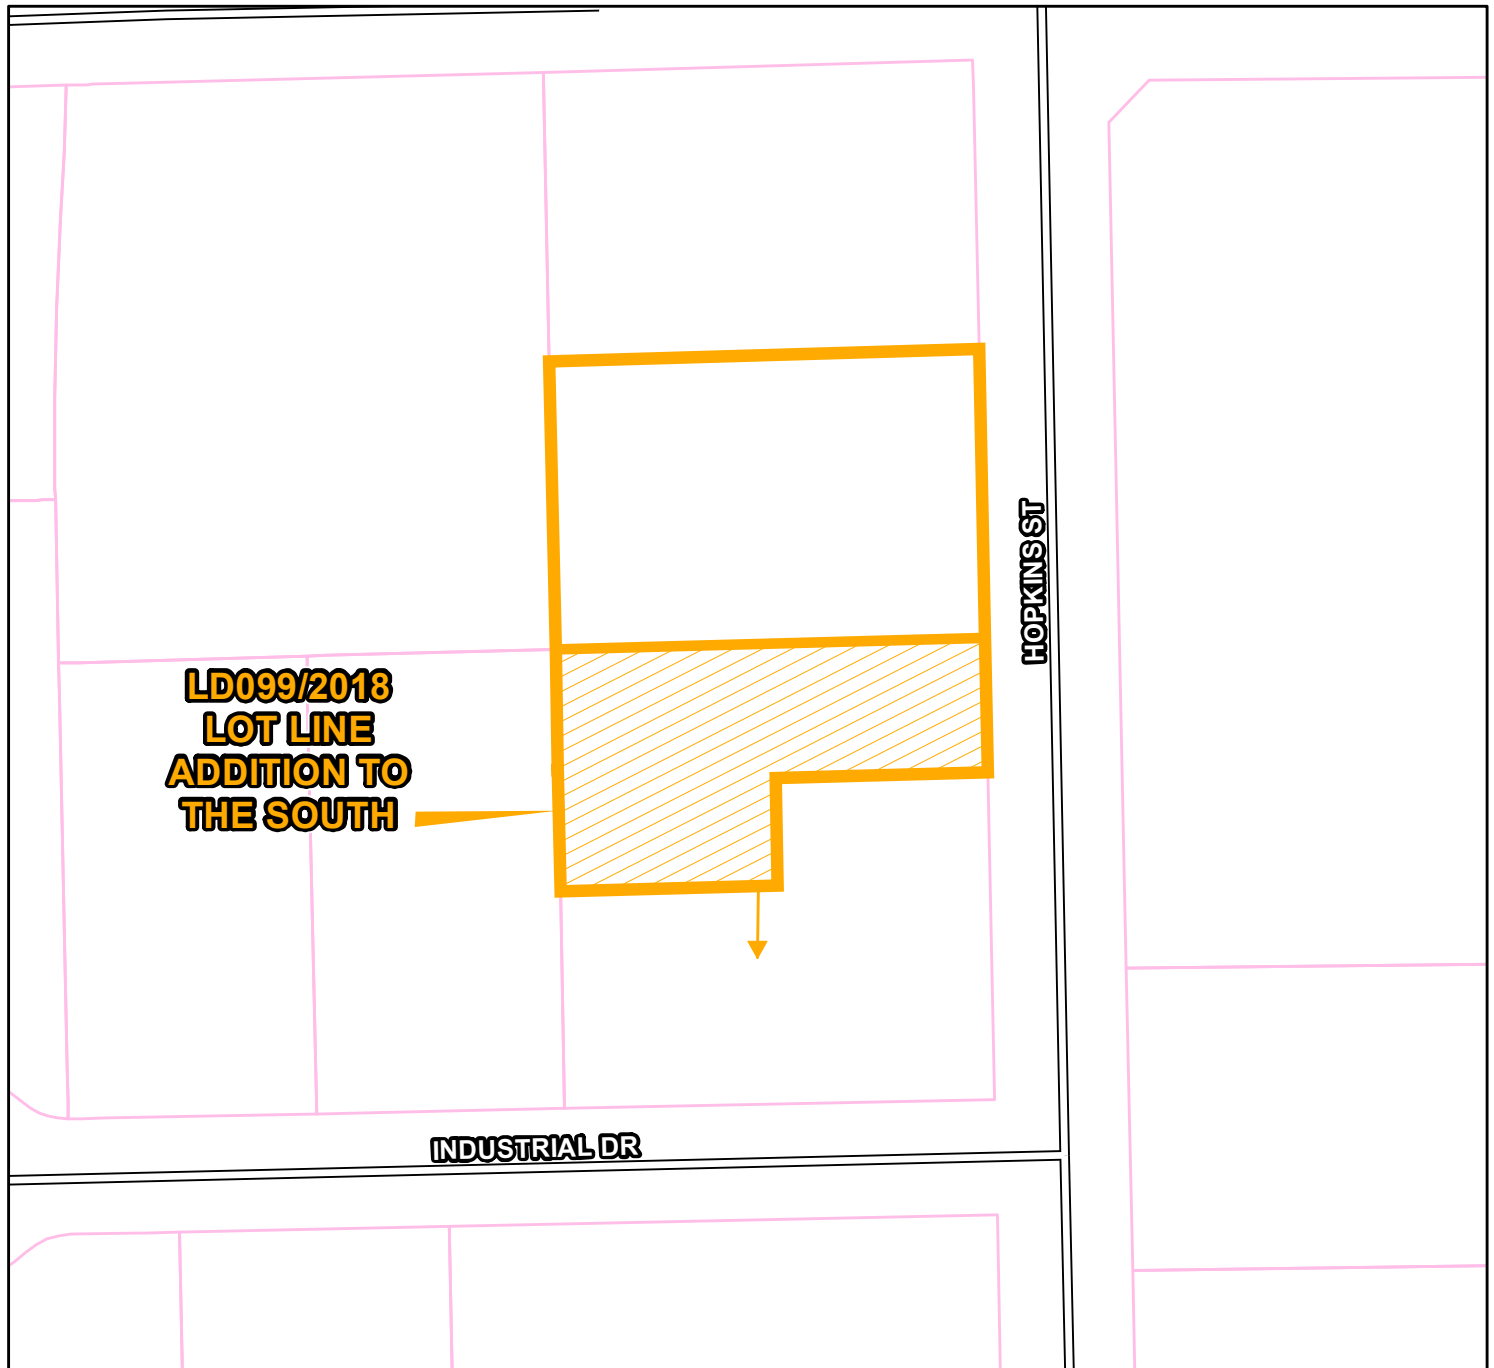 HOPKINS ST
LD099/2018
LOT LINE
ADDITION TO
THE SOUTH
INDUSTRIAL DR